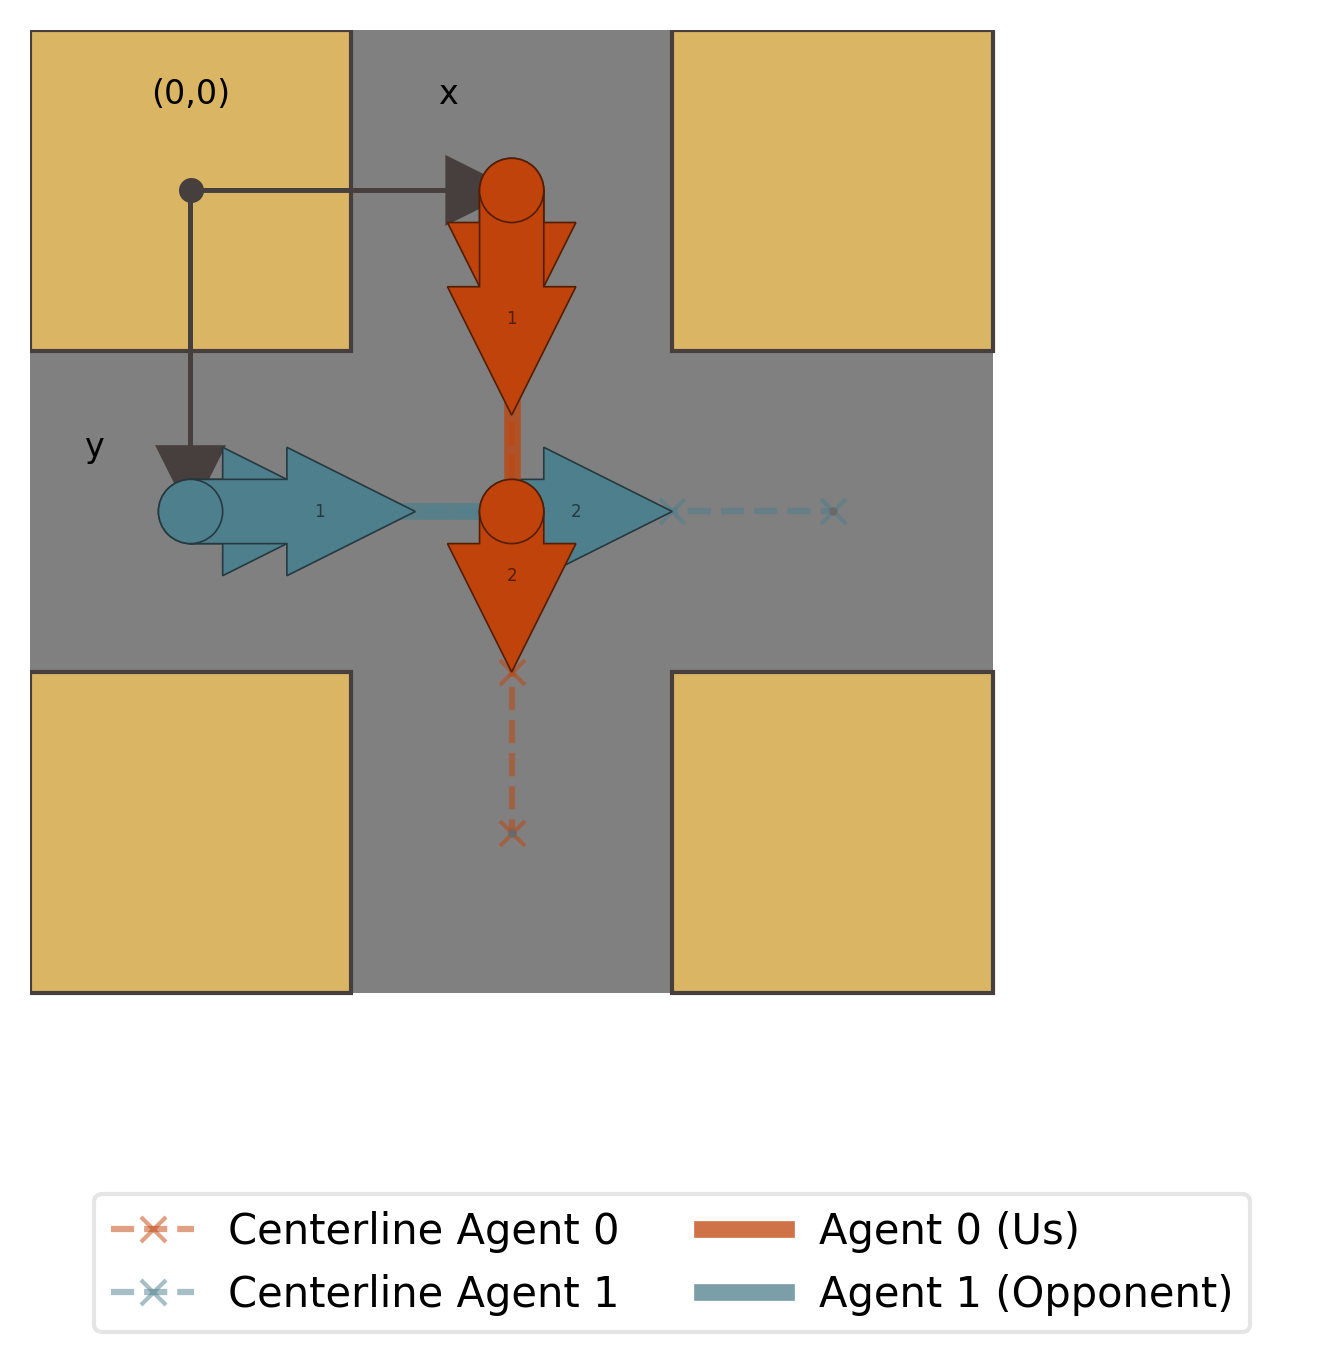 (0,0)
x
1
y
1
2
2
Centerline Agent 0
Centerline Agent 1
Agent 0 (Us)
Agent 1 (Opponent)